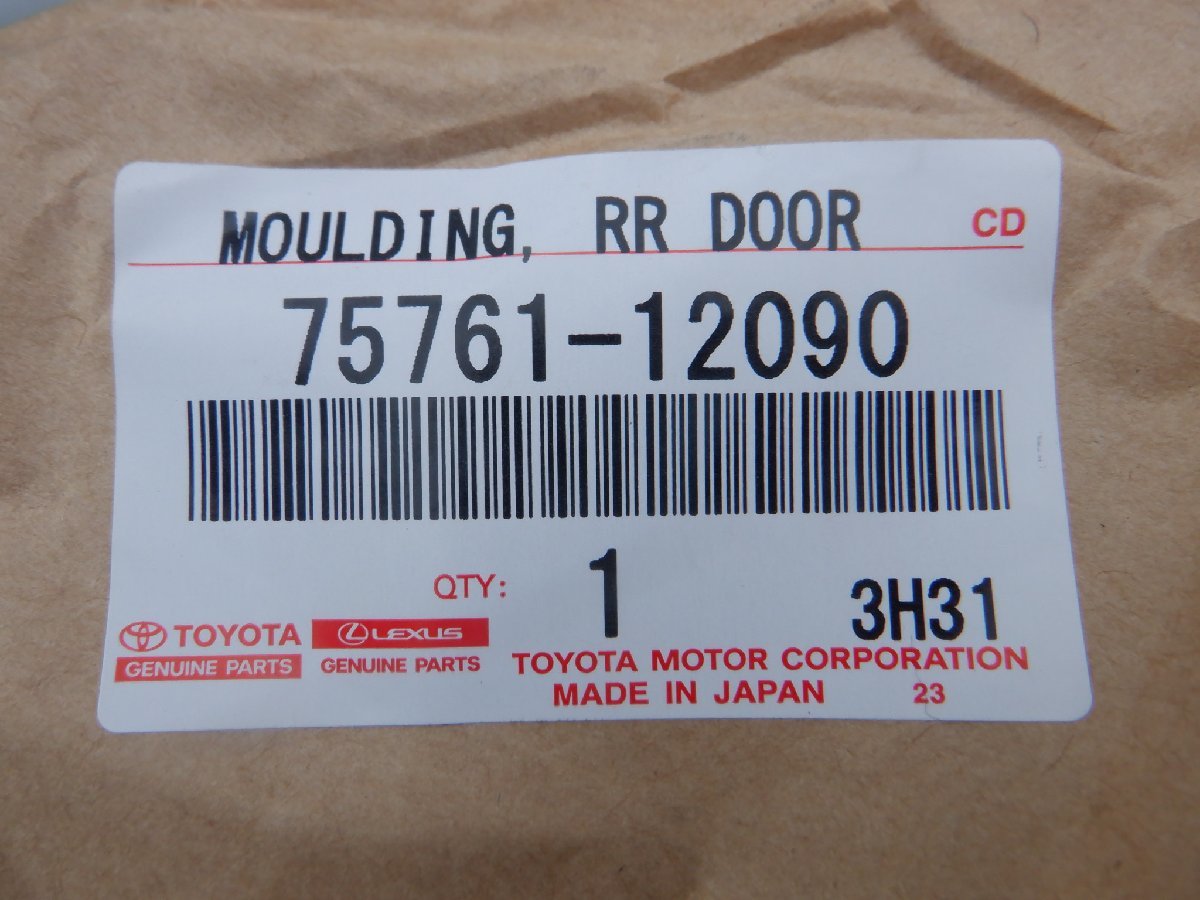 MOULDING, RR DOOR CD
75761-12090
QTY: 1 3H31
TOYOTA LEXUS
GENUINE PARTS GENUINE PARTS
TOYOTA MOTOR CORPORATION
MADE IN JAPAN 23